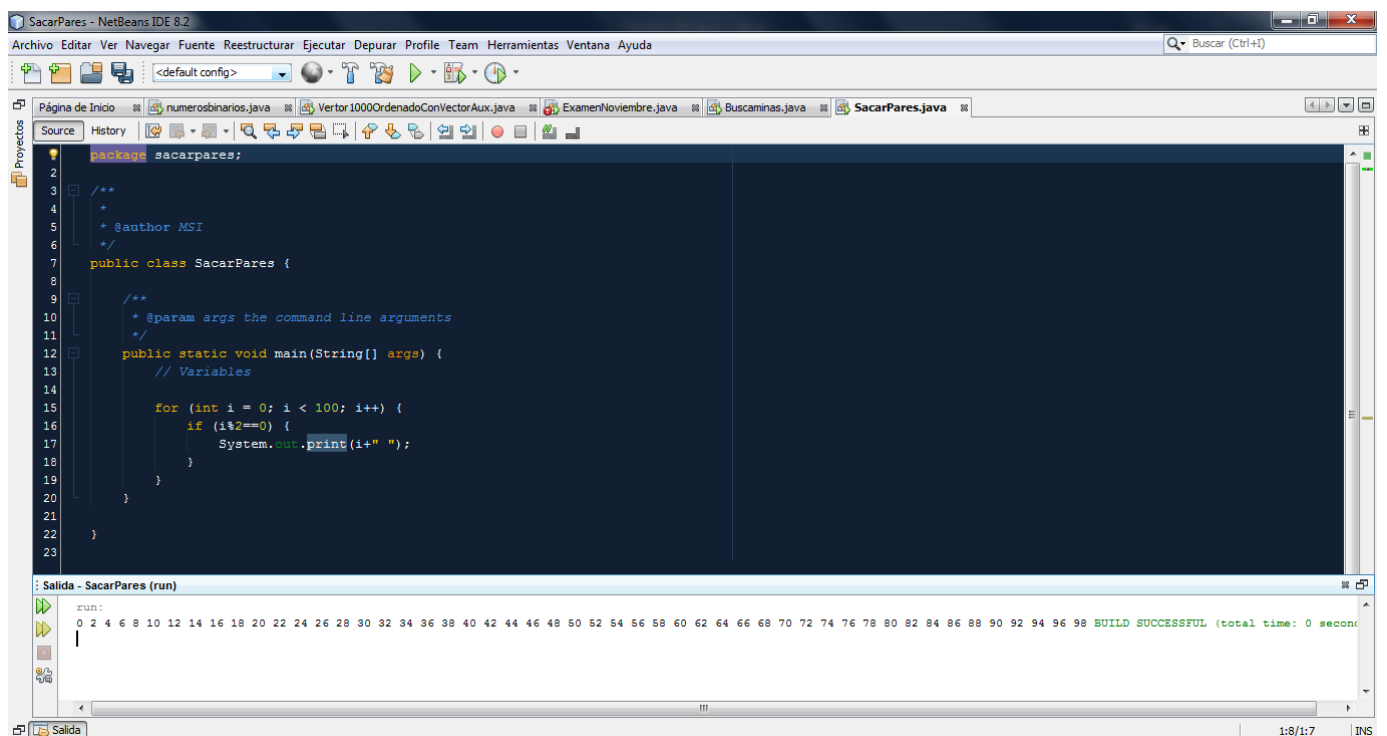 SacarPares - NetBeans IDE 8.2
Archivo Editar Ver Navegar Fuente Reestructurar Ejecutar Depurar Profile Team Herramientas Ventana Ayuda
Buscar (Ctrl+I)
<default config>
Página de Inicio numerosbinarios.java Vertor1000OrdenadoConVectorAux.java ExamenNoviembre.java Buscaminas.java SacarPares.java
Proyectos
Source History
package sacarpares;
2
3 /**
4 *
5 * @author MSI
6 */
7 public class SacarPares {
8
9 /**
10 * @param args the command line arguments
11 */
12 public static void main(String[] args) {
13 // Variables
14
15 for (int i = 0; i < 100; i++) {
16 if (i%2==0) {
17 System.out.print(i+" ");
18 }
19 }
20 }
21
22 }
23
Salida - SacarPares (run)
run:
0 2 4 6 8 10 12 14 16 18 20 22 24 26 28 30 32 34 36 38 40 42 44 46 48 50 52 54 56 58 60 62 64 66 68 70 72 74 76 78 80 82 84 86 88 90 92 94 96 98 BUILD SUCCESSFUL (total time: 0 second
Salida
1:8/1:7 INS